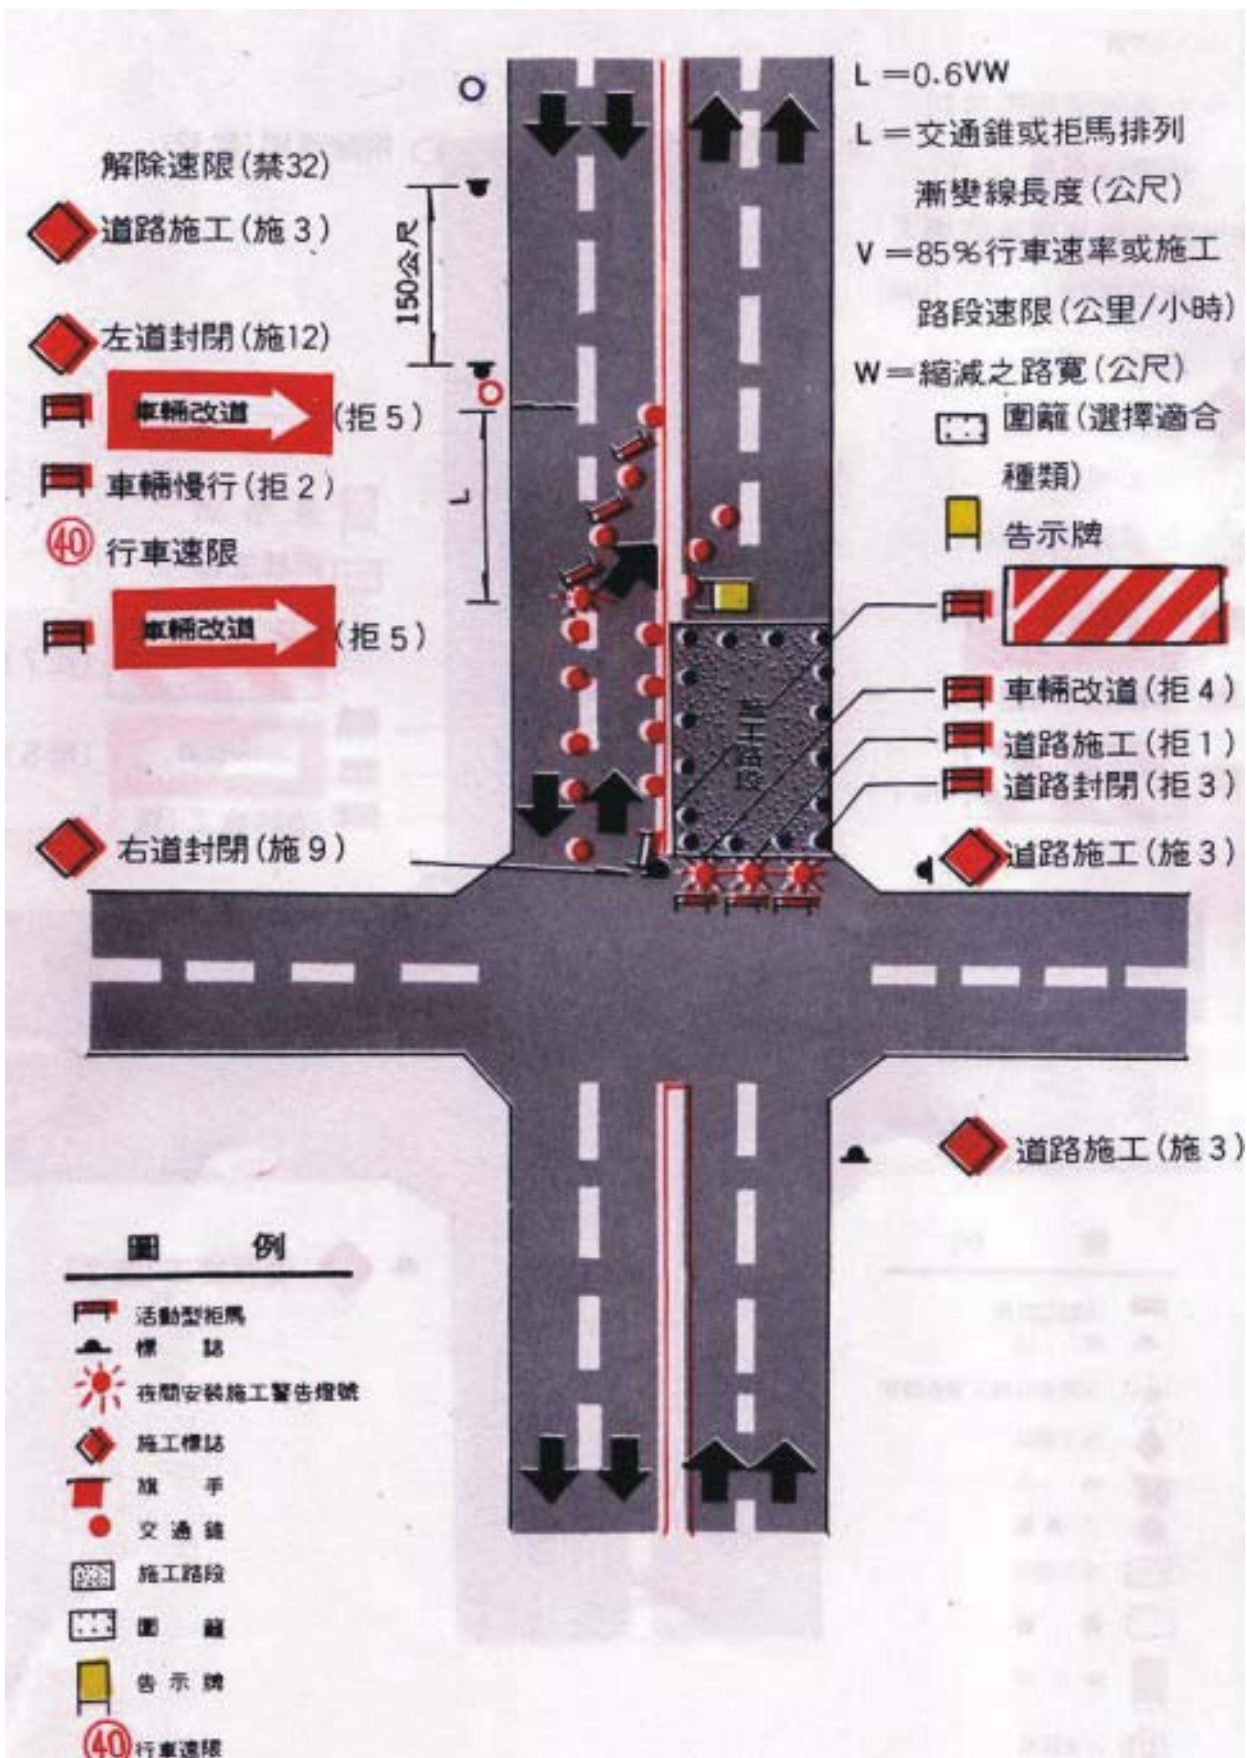 解除速限(禁32)
道路施工(施3)
左道封閉(施12)
車輛改道
(拒5)
車輛慢行(拒2)
40
行車速限
車輛改道
(拒5)
右道封閉(施9)
150公尺
L
施工路段
L=0.6VW
L=交通錐或拒馬排列
漸變線長度(公尺)
V=85%行車速率或施工
路段速限(公里/小時)
W=縮減之路寬(公尺)
圍籬(選擇適合
種類)
告示牌
車輛改道(拒4)
道路施工(拒1)
道路封閉(拒3)
道路施工(施3)
道路施工(施3)
圖 例
活動型拒馬
標 誌
夜間安裝施工警告燈號
施工標誌
旗 手
交通錐
施工路段
圍 籬
告示牌
40
行車速限